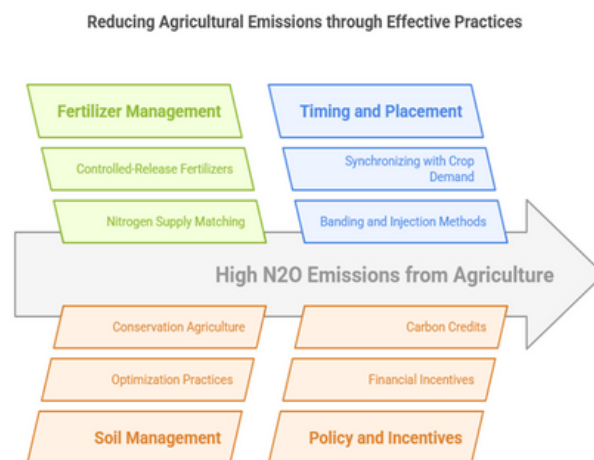 Reducing Agricultural Emissions through Effective Practices
Fertilizer Management
Timing and Placement
Controlled-Release Fertilizers
Synchronizing with Crop
Demand
Nitrogen Supply Matching
Banding and Injection Methods
High N2O Emissions from Agriculture
Conservation Agriculture
Carbon Credits
Optimization Practices
Financial Incentives
Soil Management
Policy and Incentives